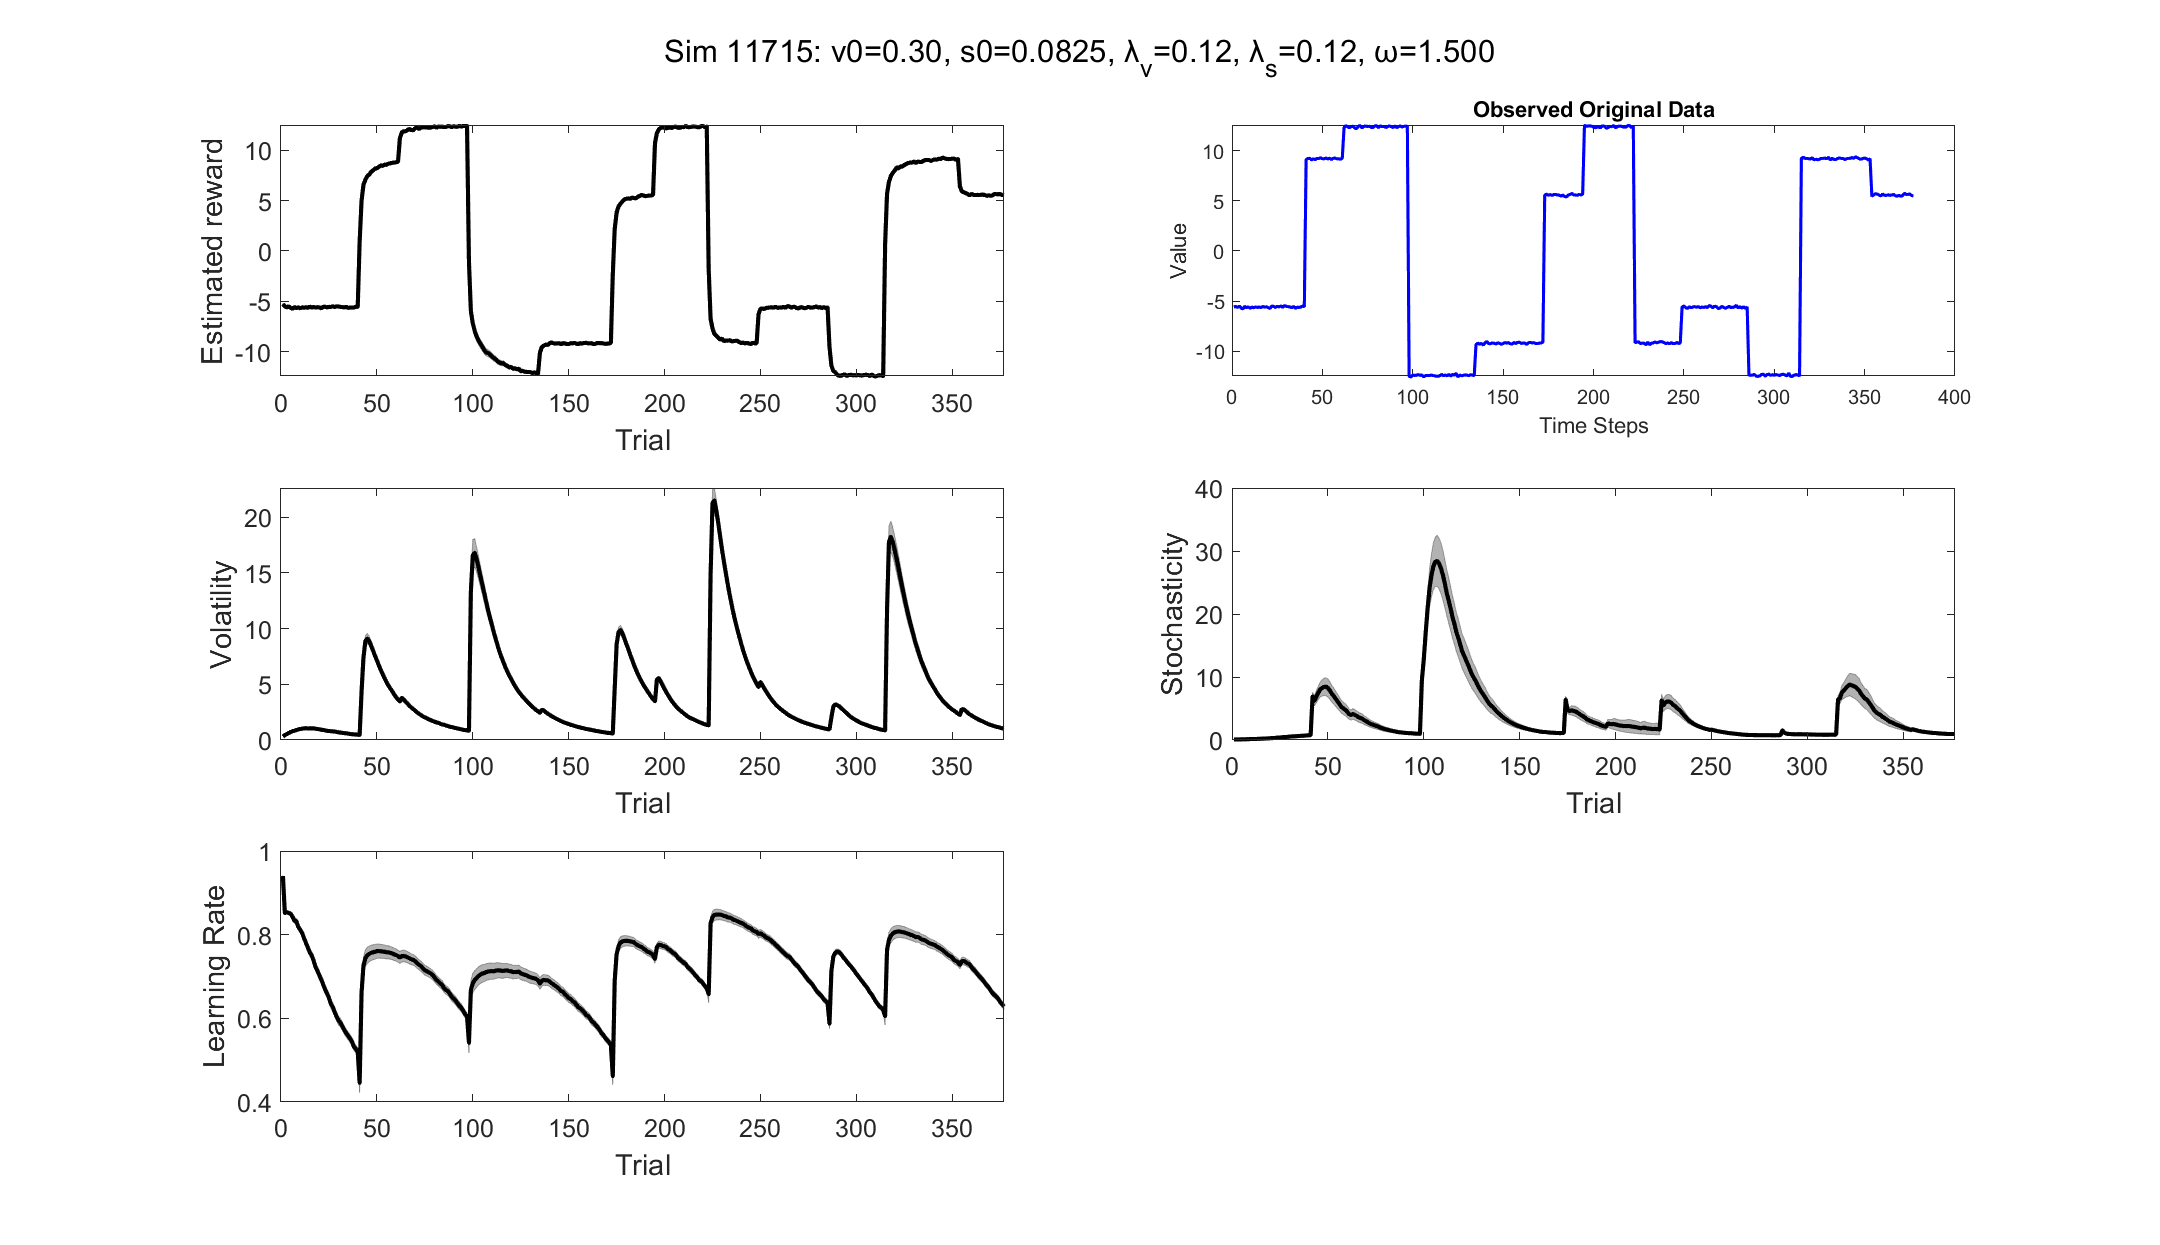 Sim 11715: v0=0.30, s0=0.0825, λ_v=0.12, λ_s=0.12, ω=1.500
Estimated reward
10
5
0
-5
-10
0 50 100 150 200 250 300 350
Trial
Observed Original Data
Value
10
5
0
-5
-10
0 50 100 150 200 250 300 350 400
Time Steps
Volatility
20
15
10
5
0
0 50 100 150 200 250 300 350
Trial
Stochasticity
40
30
20
10
0
0 50 100 150 200 250 300 350
Trial
Learning Rate
1
0.8
0.6
0.4
0 50 100 150 200 250 300 350
Trial